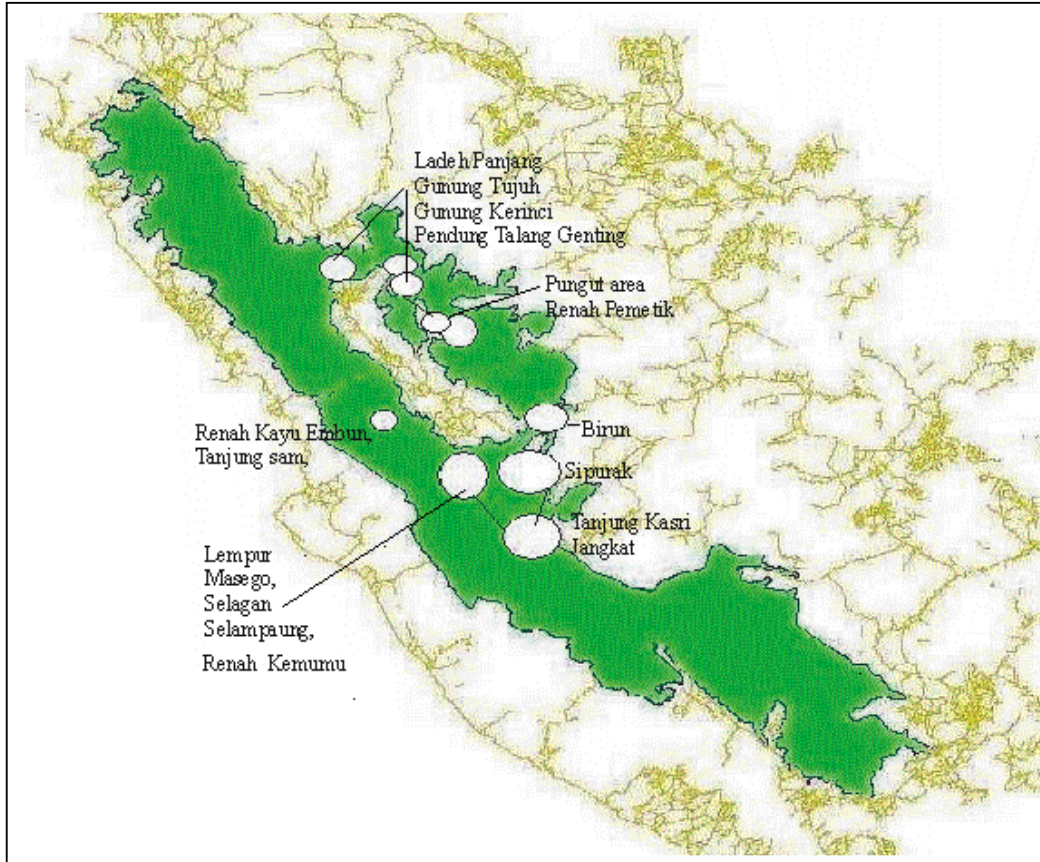 Ladeh Panjang
Gunung Tujuh
Gunung Kerinci
Pendung Talang Genting
Pungut area
Renah Pemetik
Renah Kayu Embun,
Tanjung sam,
Birun
Sipurak
Tanjung Kasri
Jangkat
Lempur
Masego,
Selagan
Selampaung,
Renah Kemumu